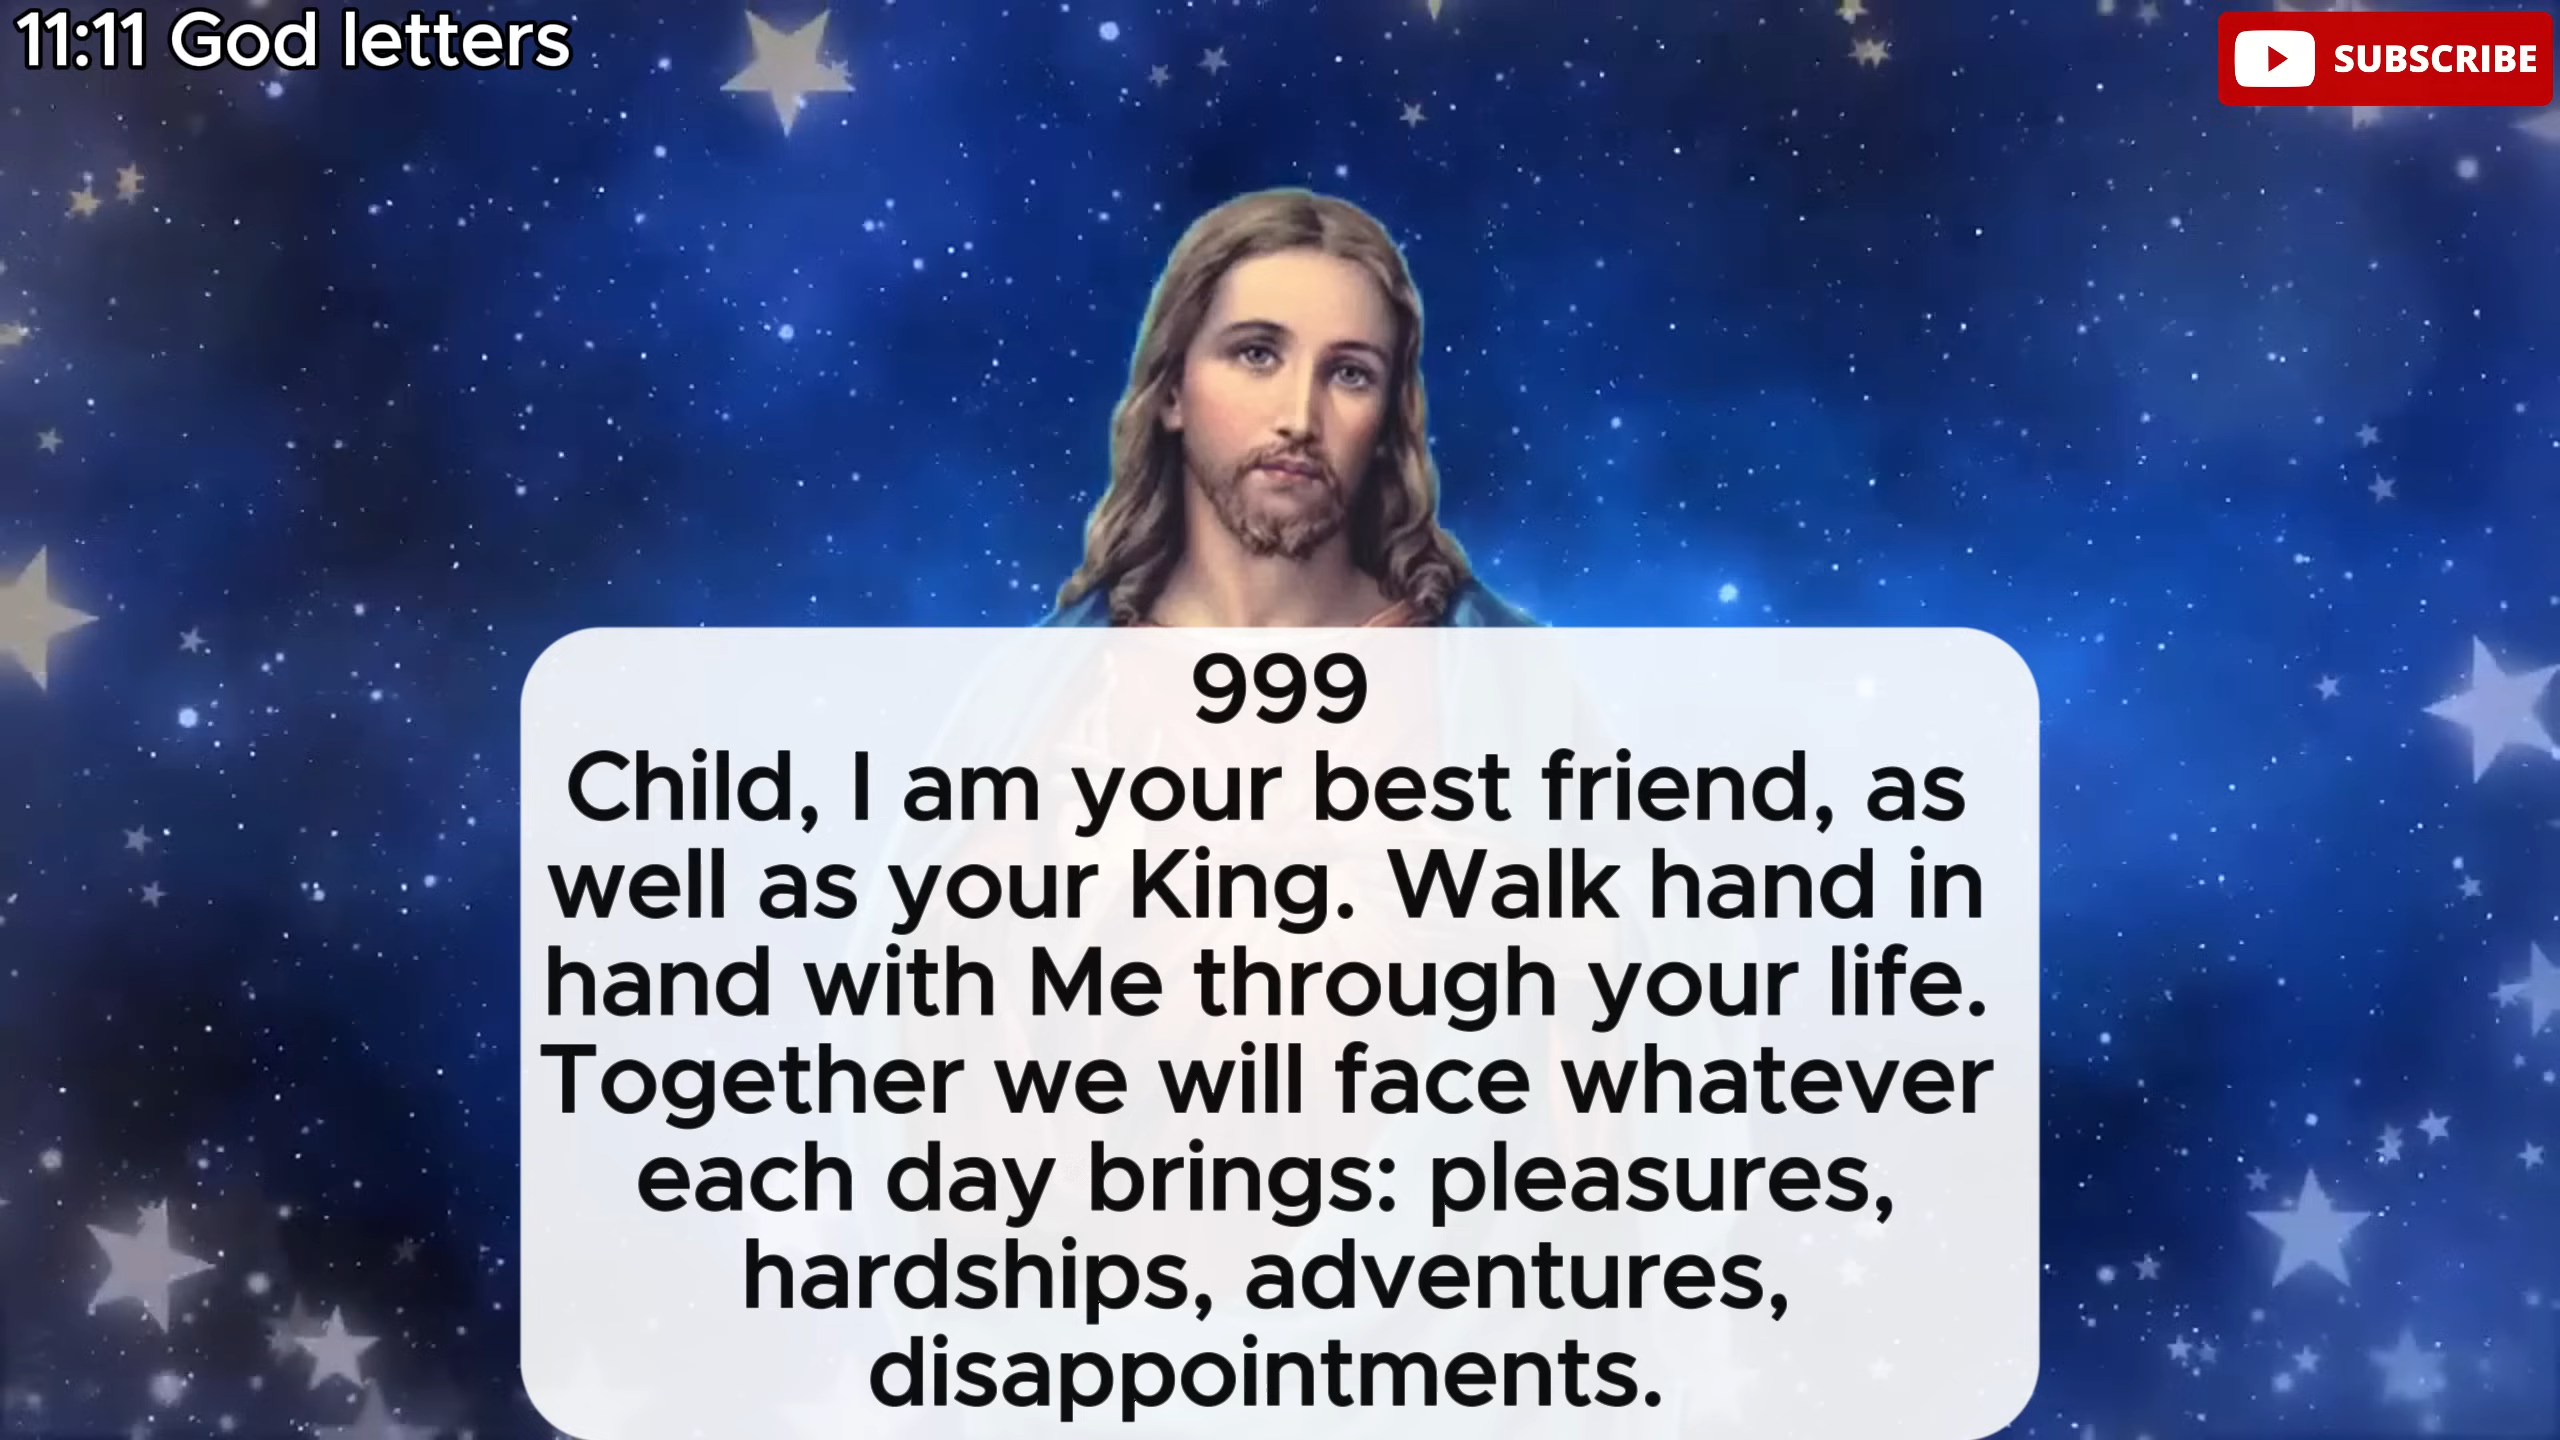 11:11 God letters
SUBSCRIBE
999
Child, I am your best friend, as
well as your King. Walk hand in
hand with Me through your life.
Together we will face whatever
each day brings: pleasures,
hardships, adventures,
disappointments.